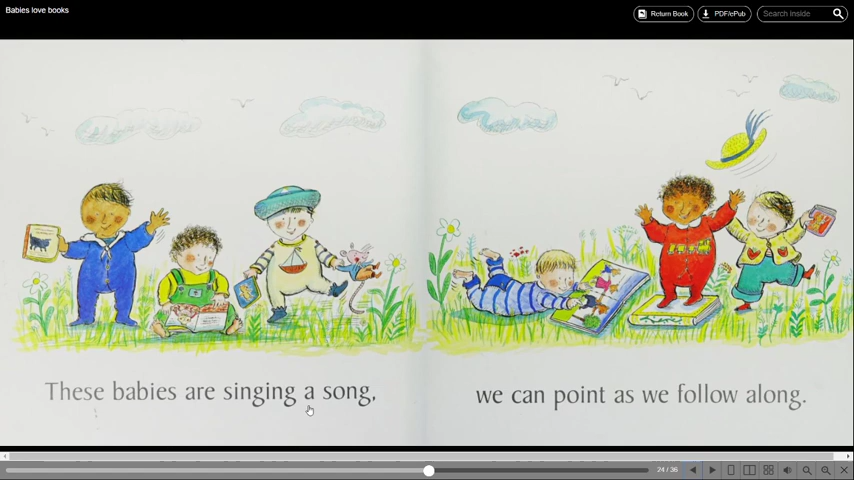 Babies love books
Return Book
PDF/ePub
Search Inside
These babies are singing a song,
we can point as we follow along.
24 / 36